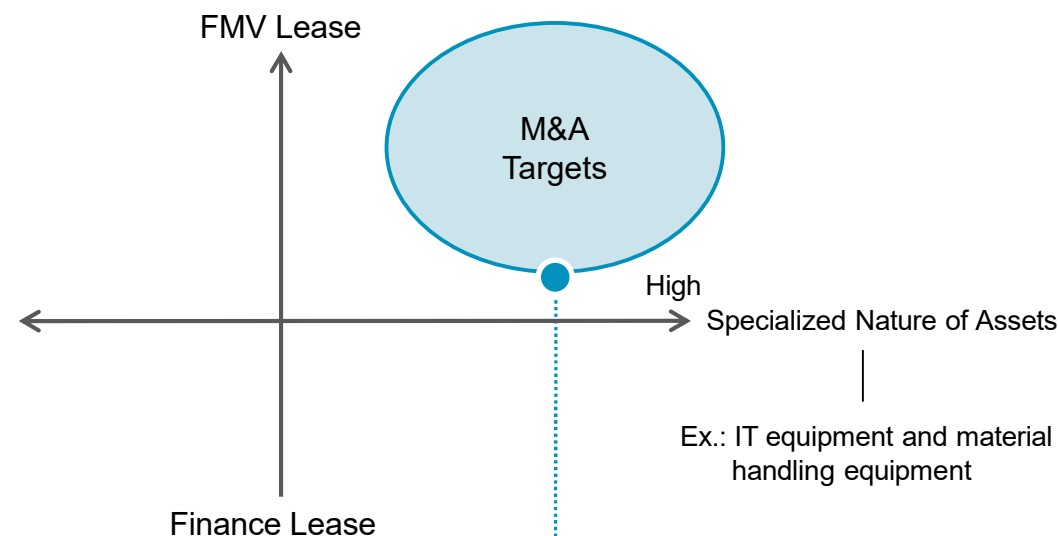 FMV Lease
M&A
Targets
High
Specialized Nature of Assets
Ex.: IT equipment and material
handling equipment
Finance Lease